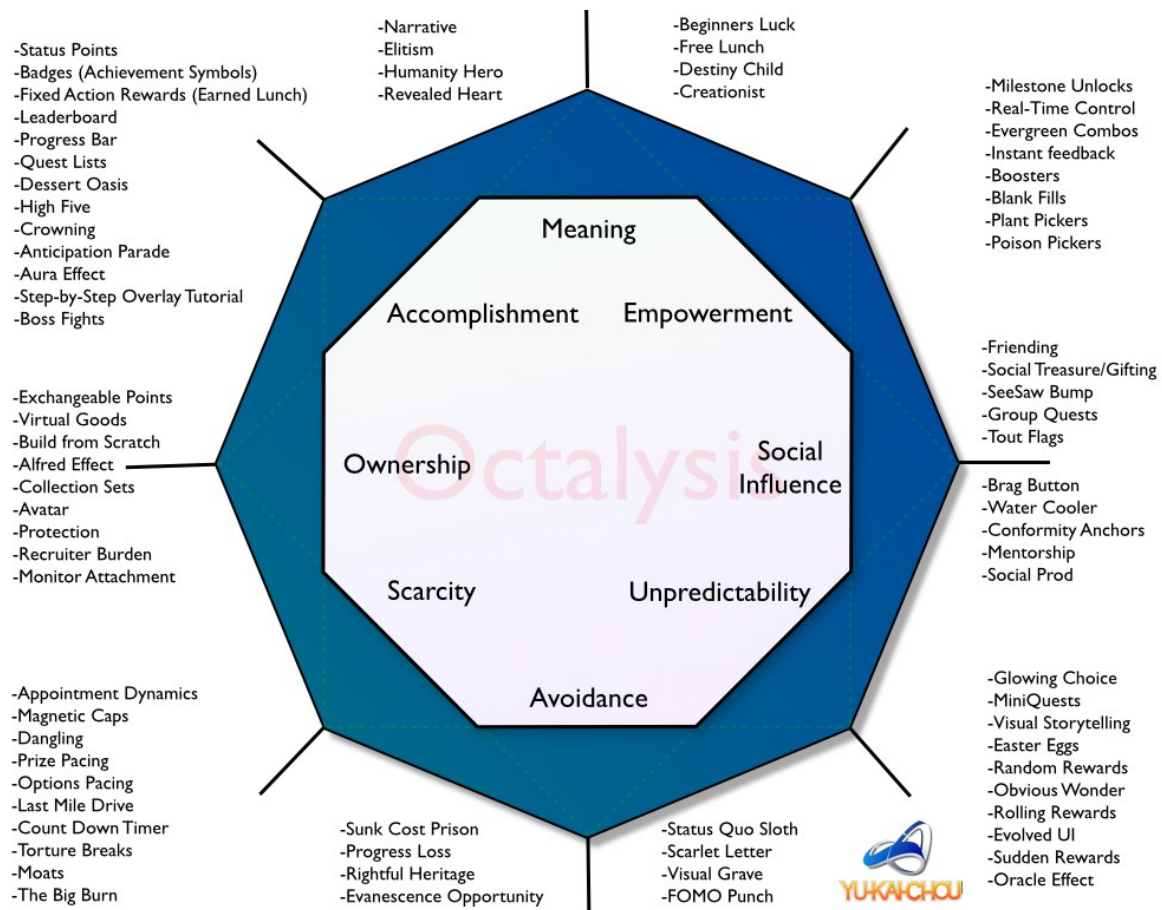 -Narrative
-Elitism
-Humanity Hero
-Revealed Heart
-Beginners Luck
-Free Lunch
-Destiny Child
-Creationist
-Status Points
-Badges (Achievement Symbols)
-Fixed Action Rewards (Earned Lunch)
-Leaderboard
-Progress Bar
-Quest Lists
-Dessert Oasis
-High Five
-Crowning
-Anticipation Parade
-Aura Effect
-Step-by-Step Overlay Tutorial
-Boss Fights
-Milestone Unlocks
-Real-Time Control
-Evergreen Combos
-Instant feedback
-Boosters
-Blank Fills
-Plant Pickers
-Poison Pickers
Meaning
Accomplishment
Empowerment
Ownership
Octalysis
Social
Influence
Scarcity
Unpredictability
Avoidance
-Exchangeable Points
-Virtual Goods
-Build from Scratch
-Alfred Effect
-Collection Sets
-Avatar
-Protection
-Recruiter Burden
-Monitor Attachment
-Friending
-Social Treasure/Gifting
-SeeSaw Bump
-Group Quests
-Tout Flags
-Brag Button
-Water Cooler
-Conformity Anchors
-Mentorship
-Social Prod
-Appointment Dynamics
-Magnetic Caps
-Dangling
-Prize Pacing
-Options Pacing
-Last Mile Drive
-Count Down Timer
-Torture Breaks
-Moats
-The Big Burn
-Sunk Cost Prison
-Progress Loss
-Rightful Heritage
-Evanescence Opportunity
-Status Quo Sloth
-Scarlet Letter
-Visual Grave
-FOMO Punch
-Glowing Choice
-MiniQuests
-Visual Storytelling
-Easter Eggs
-Random Rewards
-Obvious Wonder
-Rolling Rewards
-Evolved UI
-Sudden Rewards
-Oracle Effect
YU-KAI-CHOU